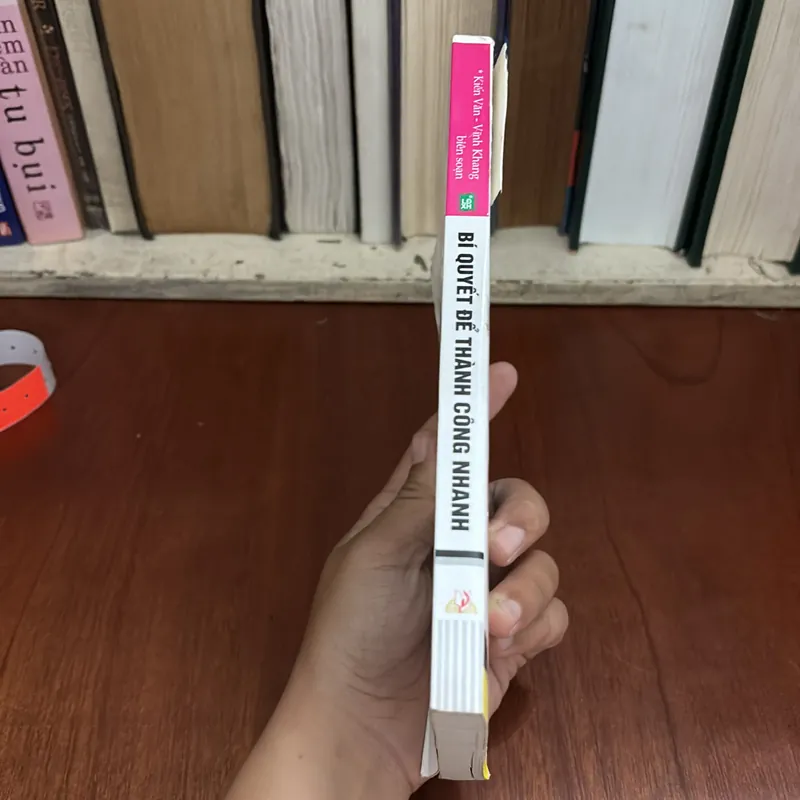 * Kiến Văn - Vịnh Khang
biên soạn
BÍ QUYẾT ĐỂ THÀNH CÔNG NHANH
tu bụi